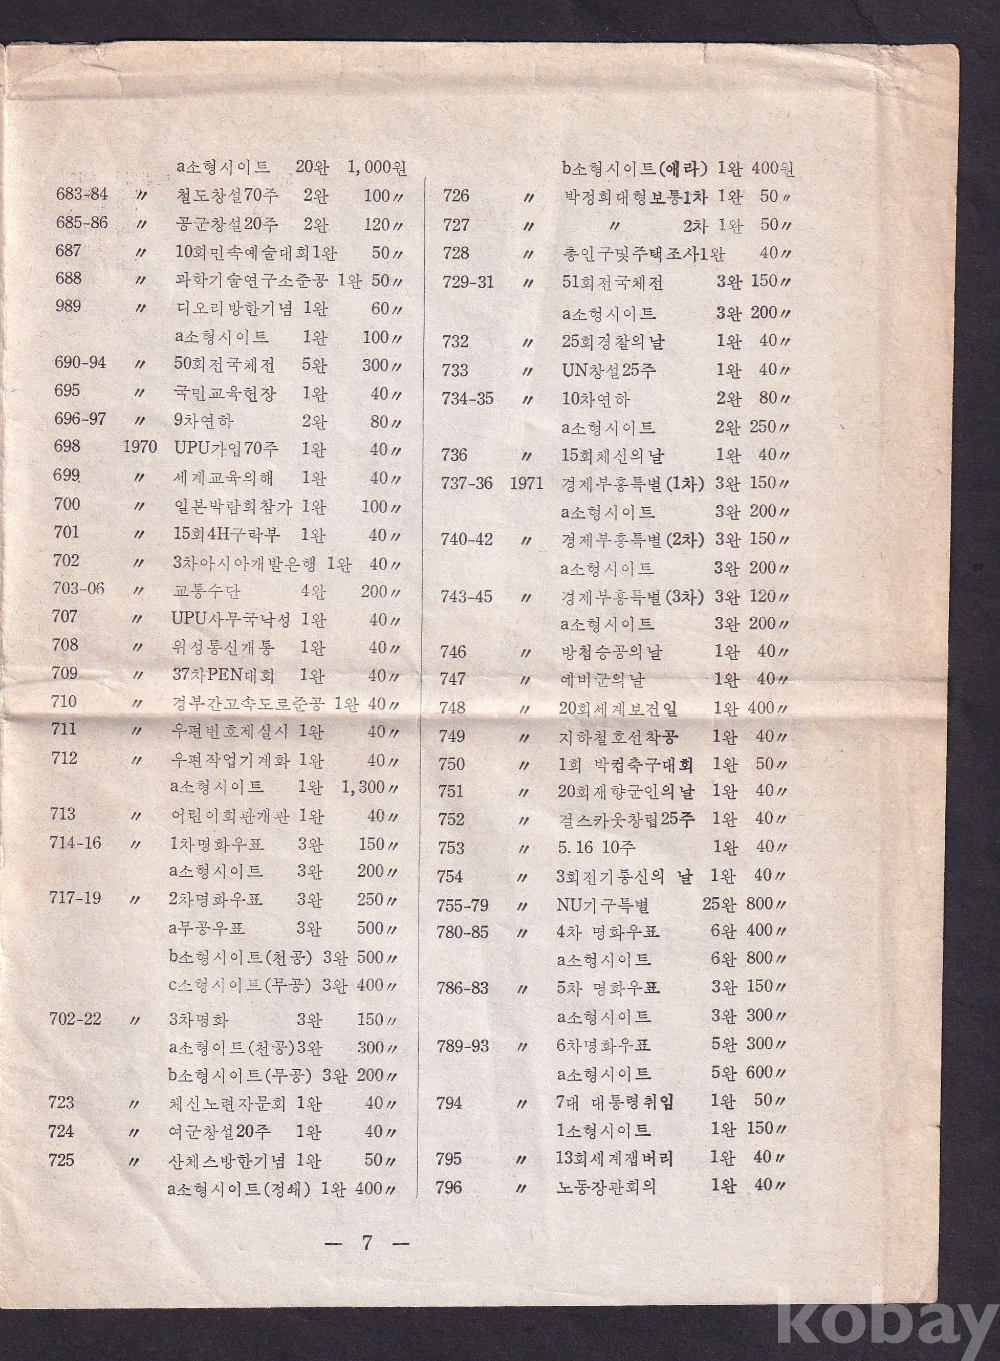 a소형시이트 20완 1,000원
683-84 〃 철도창설70주 2완 100〃
685-86 〃 공군창설20주 2완 120〃
687 〃 10회민속예술대회1완 50〃
688 〃 과학기술연구소준공 1완 50〃
989 〃 디오리방한기념 1완 60〃
a소형시이트 1완 100〃
690-94 〃 50회전국체전 5완 300〃
695 〃 국민교육헌장 1완 40〃
696-97 〃 9차연하 2완 80〃
698 1970 UPU가입70주 1완 40〃
699 〃 세계교육의해 1완 40〃
700 〃 일본박람회참가 1완 100〃
701 〃 15회4H구락부 1완 40〃
702 〃 3차아시아개발은행 1완 40〃
703-06 〃 교통수단 4완 200〃
707 〃 UPU사무국낙성 1완 40〃
708 〃 위성통신개통 1완 40〃
709 〃 37차PEN대회 1완 40〃
710 〃 경부간고속도로준공 1완 40〃
711 〃 우편번호제실시 1완 40〃
712 〃 우편작업기계화 1완 40〃
a소형시이트 1완 1,300〃
713 〃 어린이회관개관 1완 40〃
714-16 〃 1차명화우표 3완 150〃
a소형시이트 3완 200〃
717-19 〃 2차명화우표 3완 250〃
a무공우표 3완 500〃
b소형시이트(천공) 3완 500〃
c소형시이트(무공) 3완 400〃
702-22 〃 3차명화 3완 150〃
a소형이트(천공)3완 300〃
b소형시이트(무공) 3완 200〃
723 〃 체신노련자문회 1완 40〃
724 〃 여군창설20주 1완 40〃
725 〃 산체스방한기념 1완 50〃
a소형시이트(정쇄) 1완 400〃
b소형시이트(애라) 1완 400원
726 〃 박정희대형보통1차 1완 50〃
727 〃 〃 2차 1완 50〃
728 〃 총인구및주택조사1완 40〃
729-31 〃 51회전국체전 3완 150〃
a소형시이트 3완 200〃
732 〃 25회경찰의날 1완 40〃
733 〃 UN창설25주 1완 40〃
734-35 〃 10차연하 2완 80〃
a소형시이트 2완 250〃
736 〃 15회체신의날 1완 40〃
737-36 1971 경제부흥특별(1차) 3완 150〃
a소형시이트 3완 200〃
740-42 〃 경제부흥특별(2차) 3완 150〃
a소형시이트 3완 200〃
743-45 〃 경제부흥특별(3차) 3완 120〃
a소형시이트 3완 200〃
746 〃 방첩승공의날 1완 40〃
747 〃 예비군의날 1완 40〃
748 〃 20회세계보건일 1완 400〃
749 〃 지하철호선착공 1완 40〃
750 〃 1회 박컵축구대회 1완 50〃
751 〃 20회재향군인의날 1완 40〃
752 〃 걸스카웃창립25주 1완 40〃
753 〃 5.16 10주 1완 40〃
754 〃 3회전기통신의 날 1완 40〃
755-79 〃 NU기구특별 25완 800〃
780-85 〃 4차 명화우표 6완 400〃
a소형시이트 6완 800〃
786-83 〃 5차 명화우표 3완 150〃
a소형시이트 3완 300〃
789-93 〃 6차명화우표 5완 300〃
a소형시이트 5완 600〃
794 〃 7대 대통령취임 1완 50〃
1소형시이트 1완 150〃
795 〃 13회세계잼버리 1완 40〃
796 〃 노동장관회의 1완 40〃
— 7 —
kobay